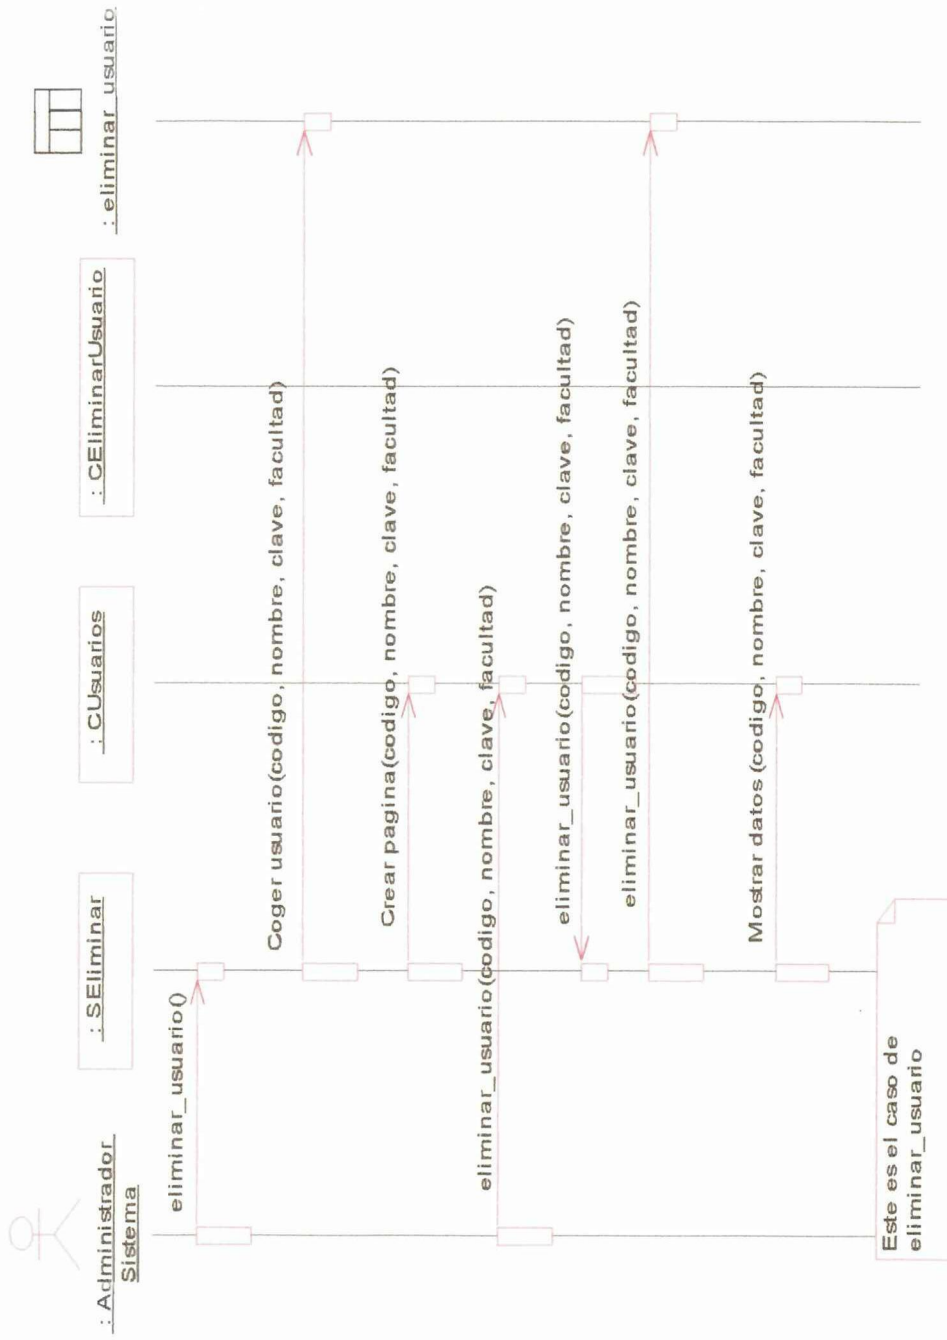 : Administrador
Sistema
: SEliminar
: CUsuarios
: CEliminarUsuario
: eliminar_usuario
eliminar_usuario()
Coger usuario(codigo, nombre, clave, facultad)
Crear pagina(codigo, nombre, clave, facultad)
eliminar_usuario(codigo, nombre, clave, facultad)
eliminar_usuario(codigo, nombre, clave, facultad)
eliminar_usuario(codigo, nombre, clave, facultad)
Mostrar datos (codigo, nombre, clave, facultad)
Este es el caso de
eliminar_usuario